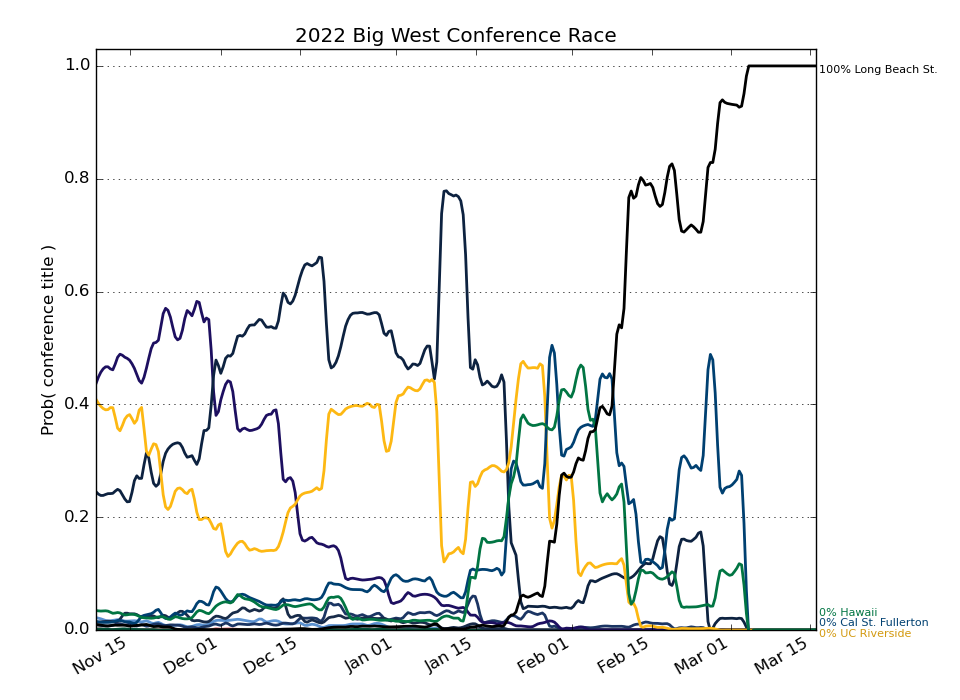 2022 Big West Conference Race
Prob( conference title )
1.0
0.8
0.6
0.4
0.2
0.0
100% Long Beach St.
0% Hawaii
0% Cal St. Fullerton
0% UC Riverside
Nov 15
Dec 01
Dec 15
Jan 01
Jan 15
Feb 01
Feb 15
Mar 01
Mar 15